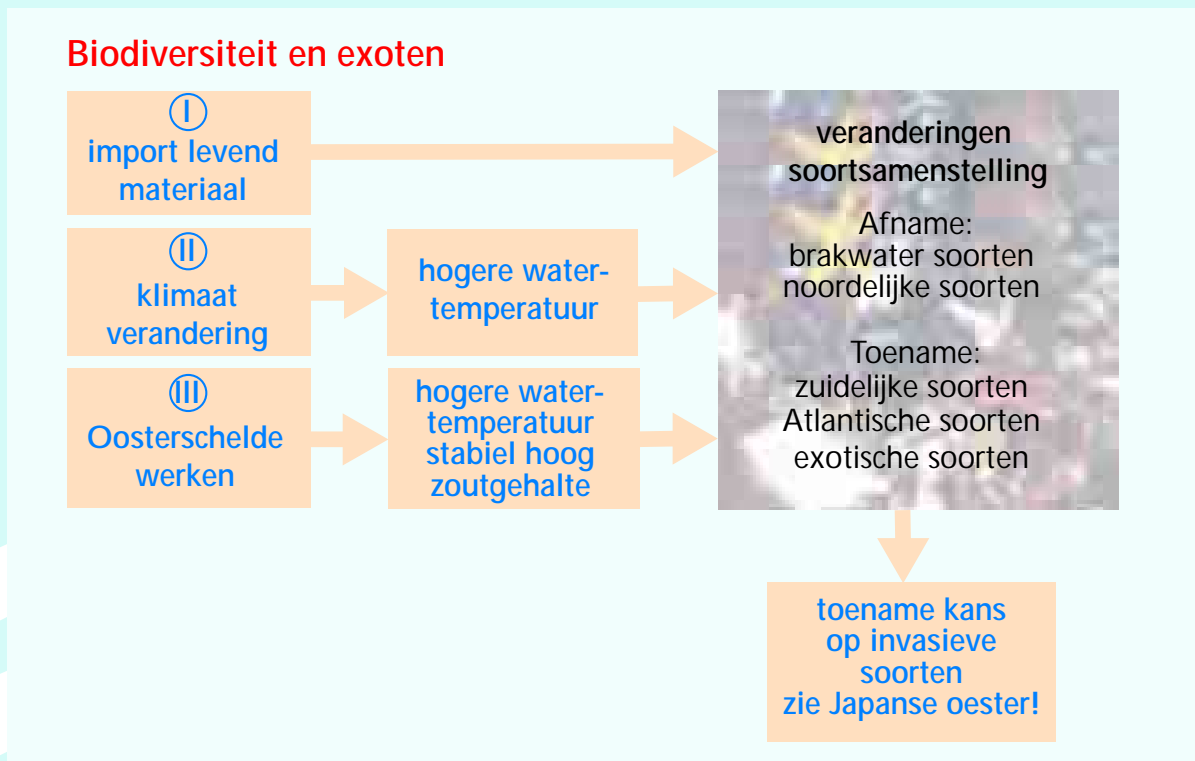 Biodiversiteit en exoten
I
import levend
materiaal
II
klimaat
verandering
hogere water-
temperatuur
III
Oosterschelde
werken
hogere water-
temperatuur
stabiel hoog
zoutgehalte
veranderingen
soortsamenstelling
Afname:
brakwater soorten
noordelijke soorten
Toename:
zuidelijke soorten
Atlantische soorten
exotische soorten
toename kans
op invasieve
soorten
zie Japanse oester!